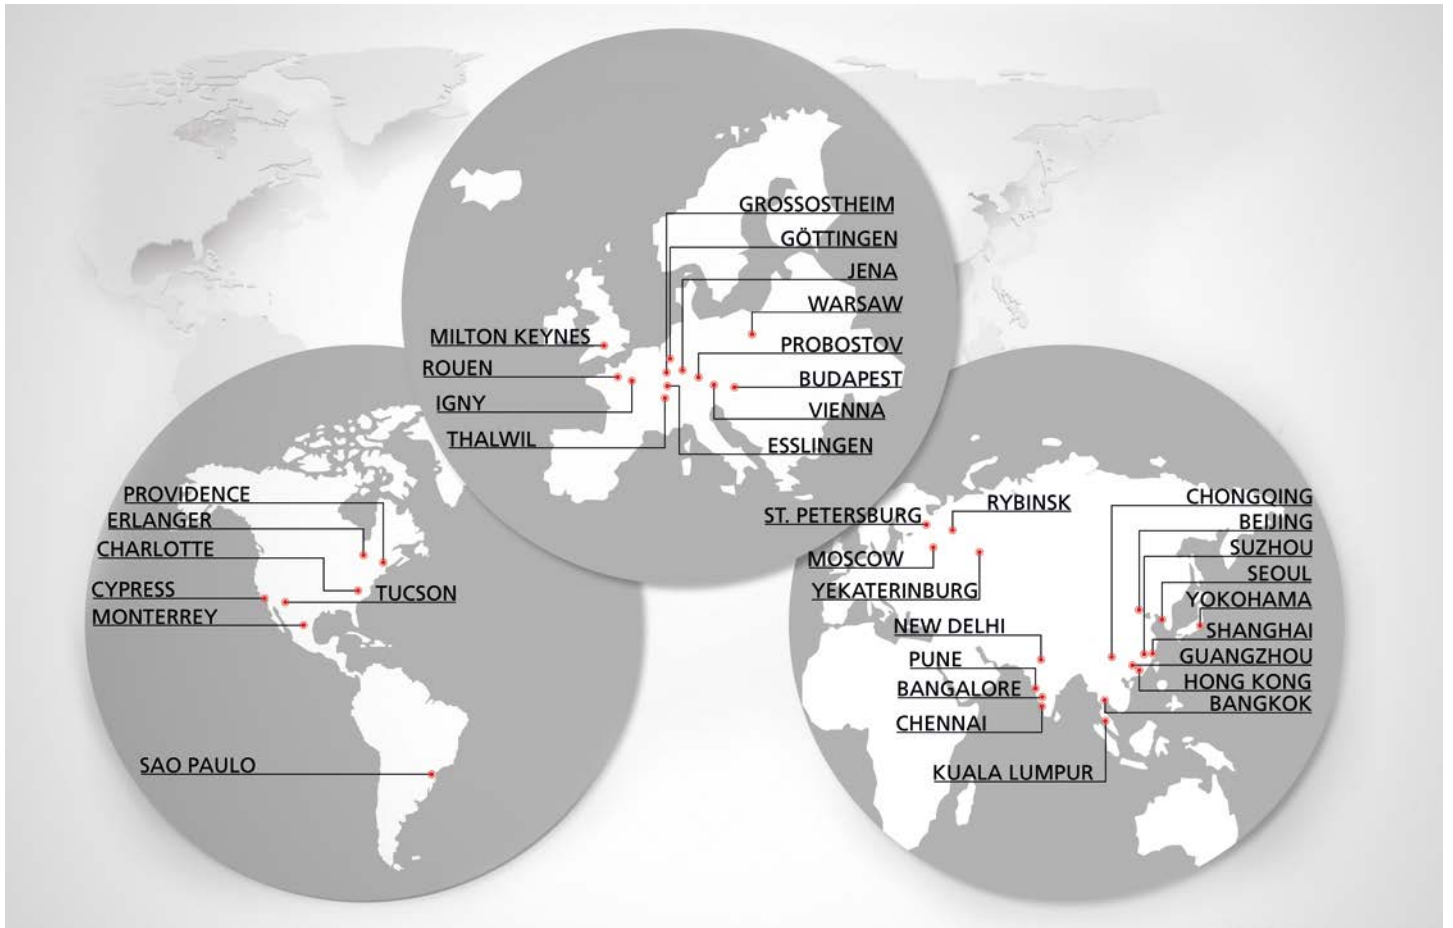 GROSSOSTHEIM
GÖTTINGEN
JENA
WARSAW
MILTON KEYNES
PROBOSTOV
ROUEN
BUDAPEST
IGNY
VIENNA
THALWIL
ESSLINGEN
PROVIDENCE
ERLANGER
CHARLOTTE
CYPRESS
TUCSON
MONTERREY
SAO PAULO
ST. PETERSBURG
RYBINSK
MOSCOW
YEKATERINBURG
NEW DELHI
PUNE
BANGALORE
CHENNAI
KUALA LUMPUR
CHONGQING
BEIJING
SUZHOU
SEOUL
YOKOHAMA
SHANGHAI
GUANGZHOU
HONG KONG
BANGKOK